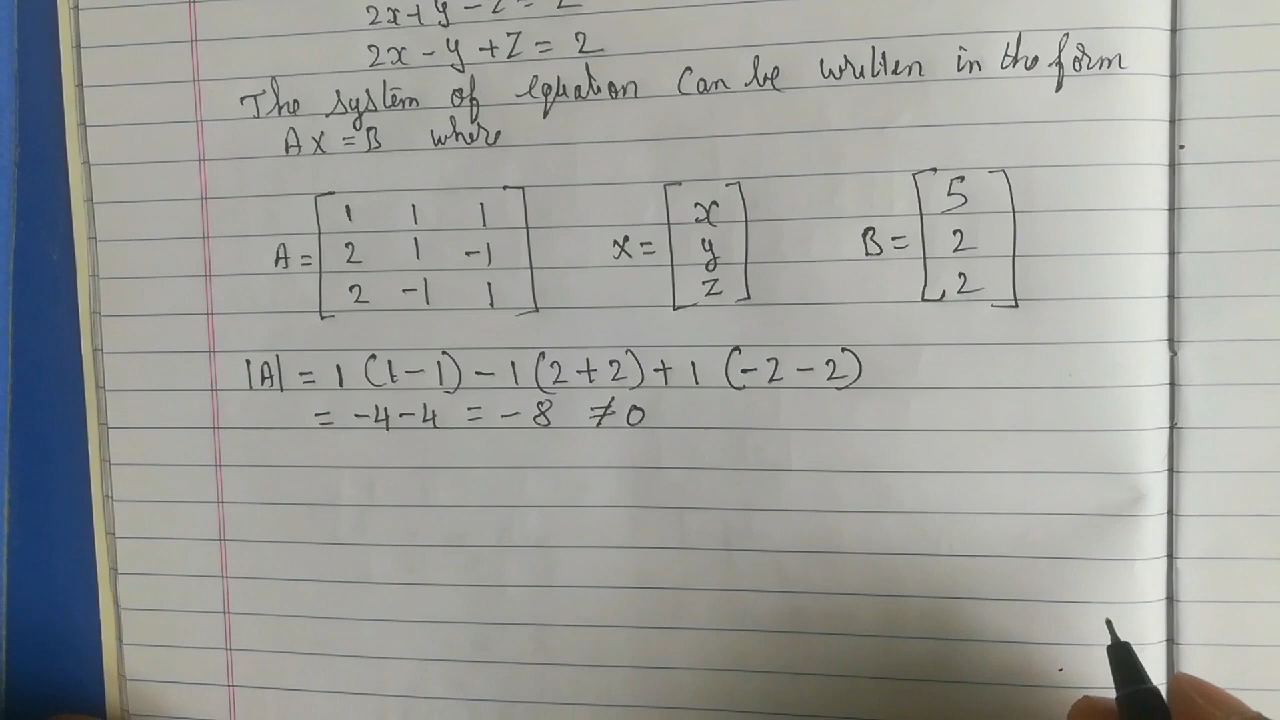 2x+y-z=2
2x-y+z=2
The system of equation can be written in the form
AX=B where
A = [1 1 1; 2 1 -1; 2 -1 1] X = [x; y; z] B = [5; 2; 2]
|A| = 1 (1-1) - 1 (2+2) + 1 (-2-2)
= -4-4 = -8 ≠0